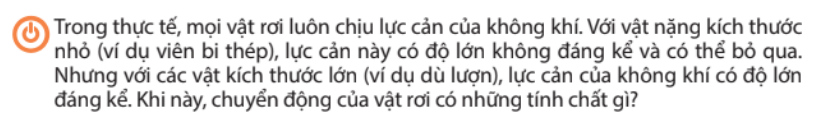 Trong thực tế, mọi vật rơi luôn chịu lực cản của không khí. Với vật nặng kích thước
nhỏ (ví dụ viên bi thép), lực cản này có độ lớn không đáng kể và có thể bỏ qua.
Nhưng với các vật kích thước lớn (ví dụ dù lượn), lực cản của không khí có độ lớn
đáng kể. Khi này, chuyển động của vật rơi có những tính chất gì?